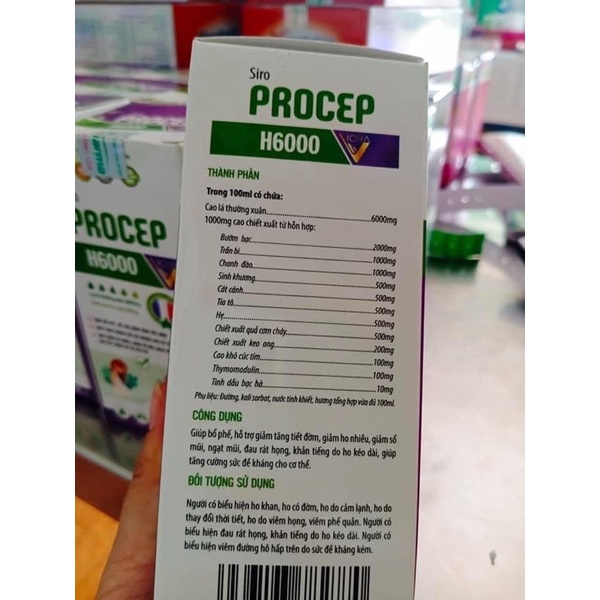 Siro
PROCEP
H6000
VICHA
THÀNH PHẦN
Trong 100ml có chứa:
Cao lá thường xuân 6000mg
1000mg cao chiết xuất từ hỗn hợp:
Bướm bạc 2000mg
Trần bì 1000mg
Chanh đào 1000mg
Sinh khương 500mg
Cát cánh 500mg
Tía tô 500mg
Hẹ 500mg
Chiết xuất quả cơm cháy 500mg
Chiết xuất keo ong 200mg
Cao khô cúc tím 100mg
Thymomodulin 100mg
Tinh dầu bạc hà 10mg
Phụ liệu: Đường, kali sorbat, nước tinh khiết, hương tổng hợp vừa đủ 100ml.
CÔNG DỤNG
Giúp bổ phế, hỗ trợ giảm tăng tiết đờm, giảm ho nhiều, giảm sổ
mũi, ngạt mũi, đau rát họng, khản tiếng do ho kéo dài, giúp
tăng cường sức đề kháng cho cơ thể.
ĐỐI TƯỢNG SỬ DỤNG
Người có biểu hiện ho khan, ho có đờm, ho do cảm lạnh, ho do
thay đổi thời tiết, ho do viêm họng, viêm phế quản. Người có
biểu hiện đau rát họng, khản tiếng do ho kéo dài. Người có
biểu hiện viêm đường hô hấp trên do sức đề kháng kém.
Siro
PROCEP
H6000